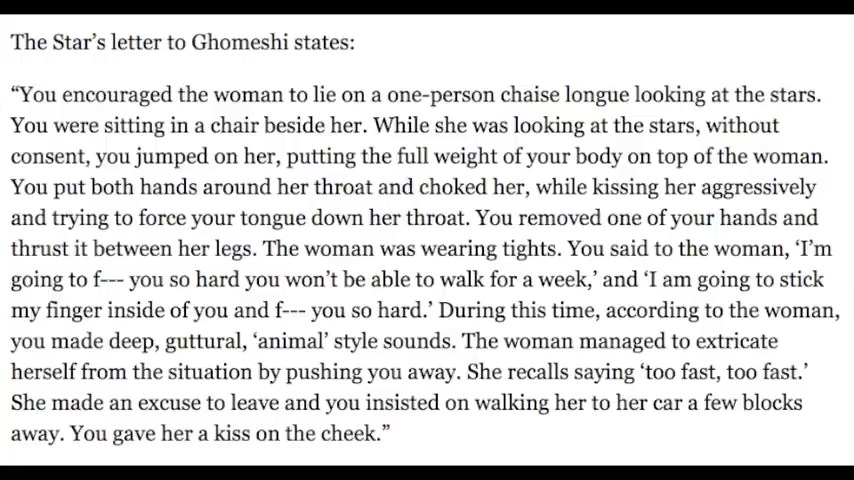 The Star’s letter to Ghomeshi states:
“You encouraged the woman to lie on a one-person chaise longue looking at the stars.
You were sitting in a chair beside her. While she was looking at the stars, without
consent, you jumped on her, putting the full weight of your body on top of the woman.
You put both hands around her throat and choked her, while kissing her aggressively
and trying to force your tongue down her throat. You removed one of your hands and
thrust it between her legs. The woman was wearing tights. You said to the woman, ‘I’m
going to f--- you so hard you won’t be able to walk for a week,’ and ‘I am going to stick
my finger inside of you and f--- you so hard.’ During this time, according to the woman,
you made deep, guttural, ‘animal’ style sounds. The woman managed to extricate
herself from the situation by pushing you away. She recalls saying ‘too fast, too fast.’
She made an excuse to leave and you insisted on walking her to her car a few blocks
away. You gave her a kiss on the cheek.”